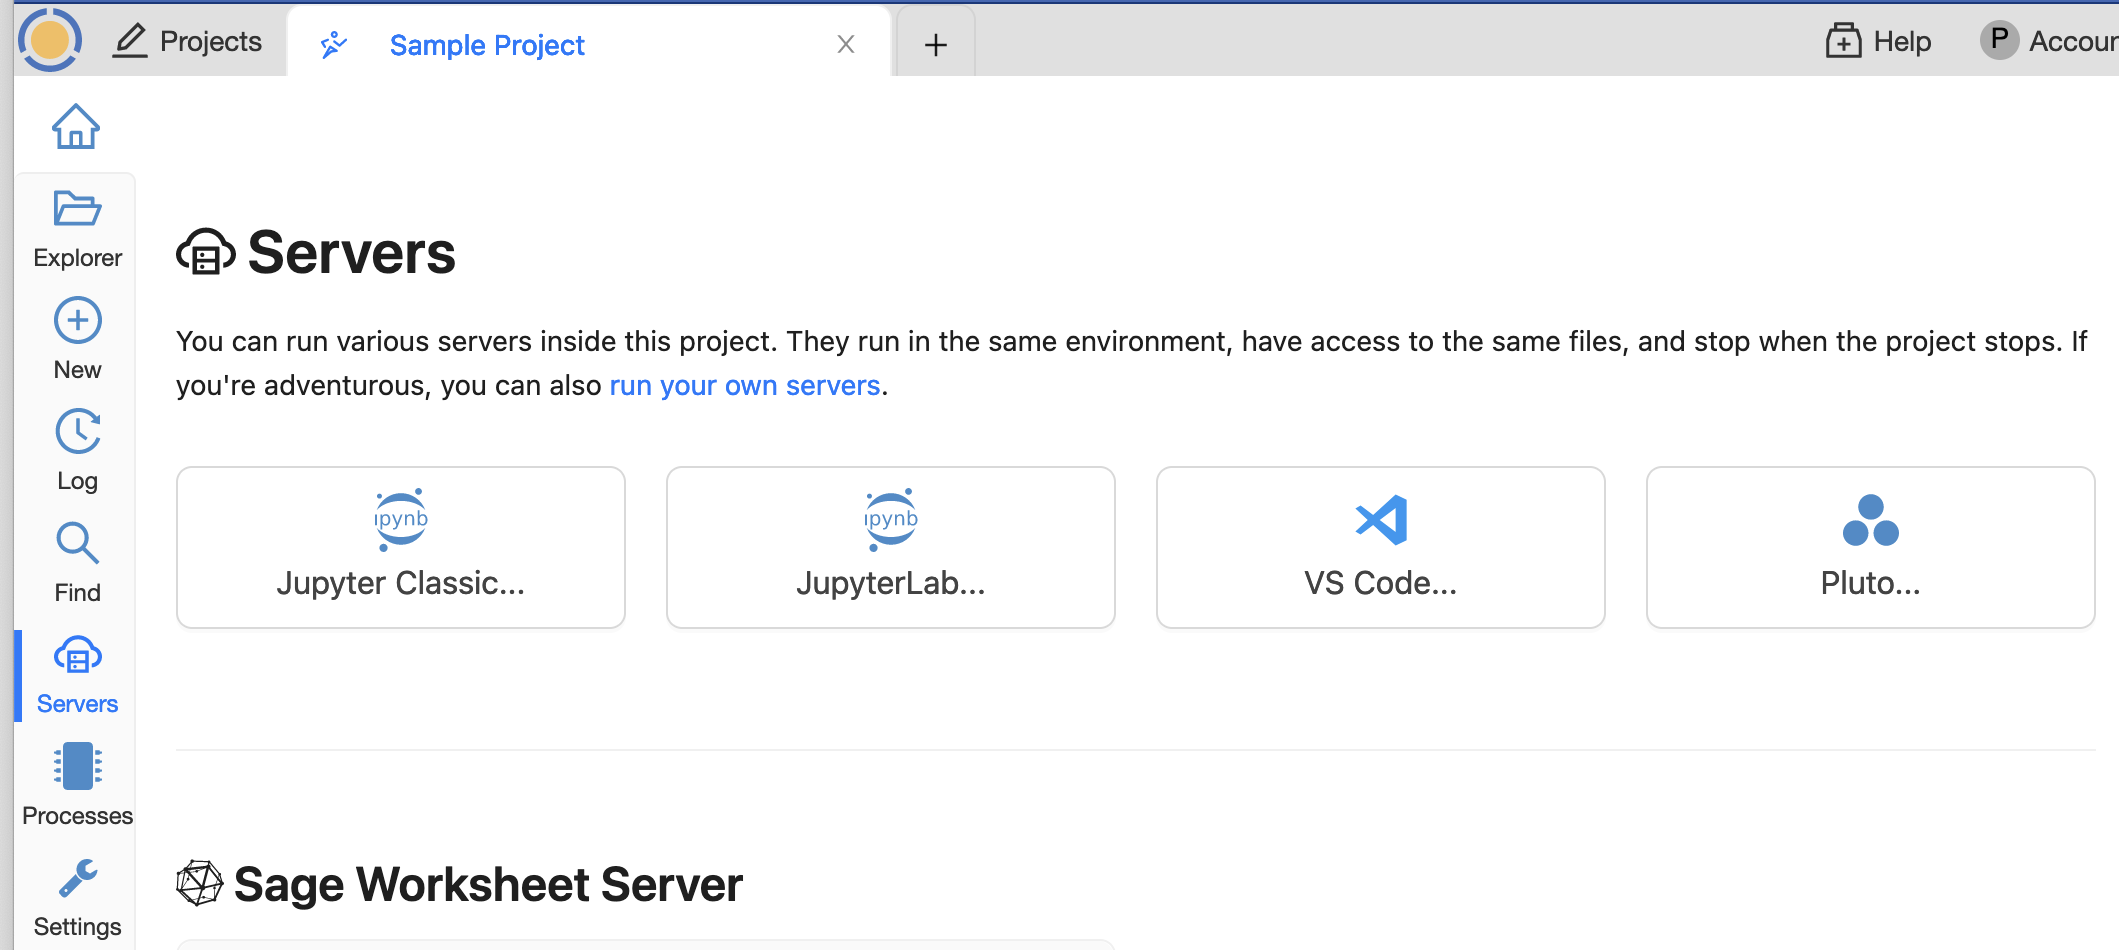 Projects
Sample Project
Help
P
Accour
Explorer
New
Log
Find
Servers
Processes
Settings
Servers
You can run various servers inside this project. They run in the same environment, have access to the same files, and stop when the project stops. If
you're adventurous, you can also run your own servers.
ipynb
Jupyter Classic...
ipynb
JupyterLab...
VS Code...
Pluto...
Sage Worksheet Server